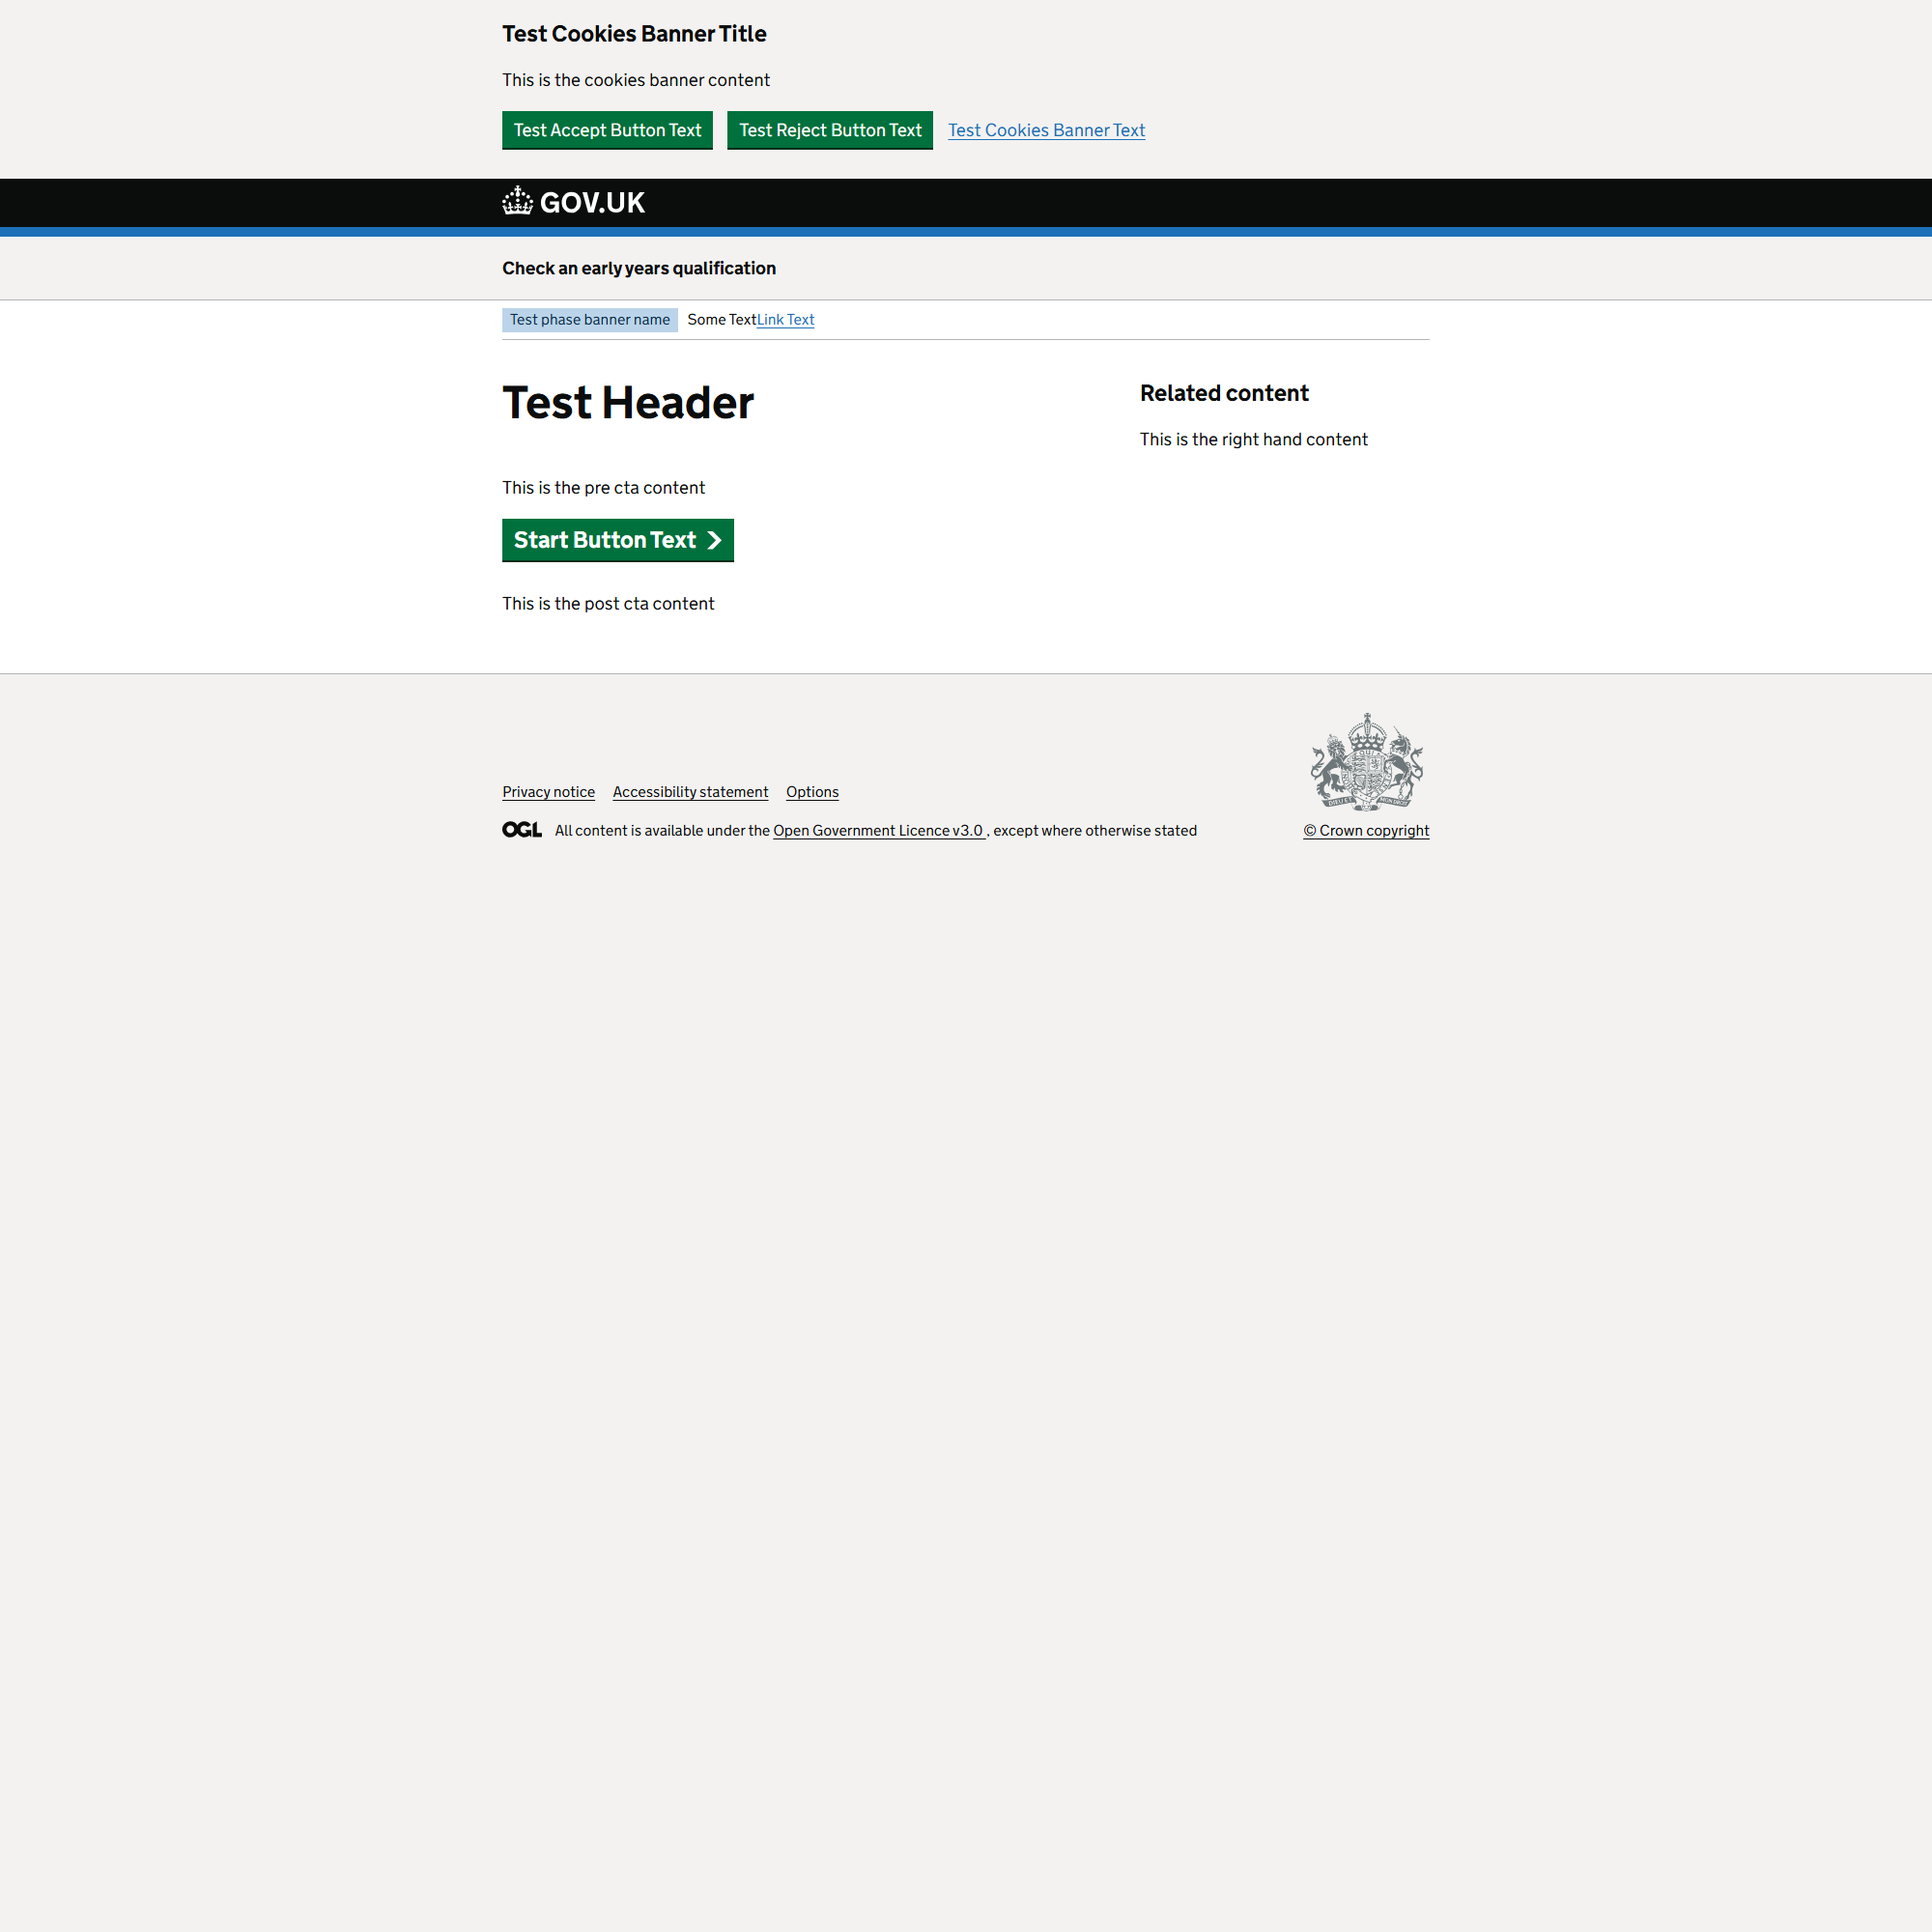 Test Cookies Banner Title
This is the cookies banner content
Test Accept Button Text Test Reject Button Text Test Cookies Banner Text
GOV.UK
Check an early years qualification
Test phase banner name Some TextLink Text
Test Header
This is the pre cta content
Start Button Text
This is the post cta content
Related content
This is the right hand content
Privacy notice Accessibility statement Options
OGL All content is available under the Open Government Licence v3.0 , except where otherwise stated
© Crown copyright